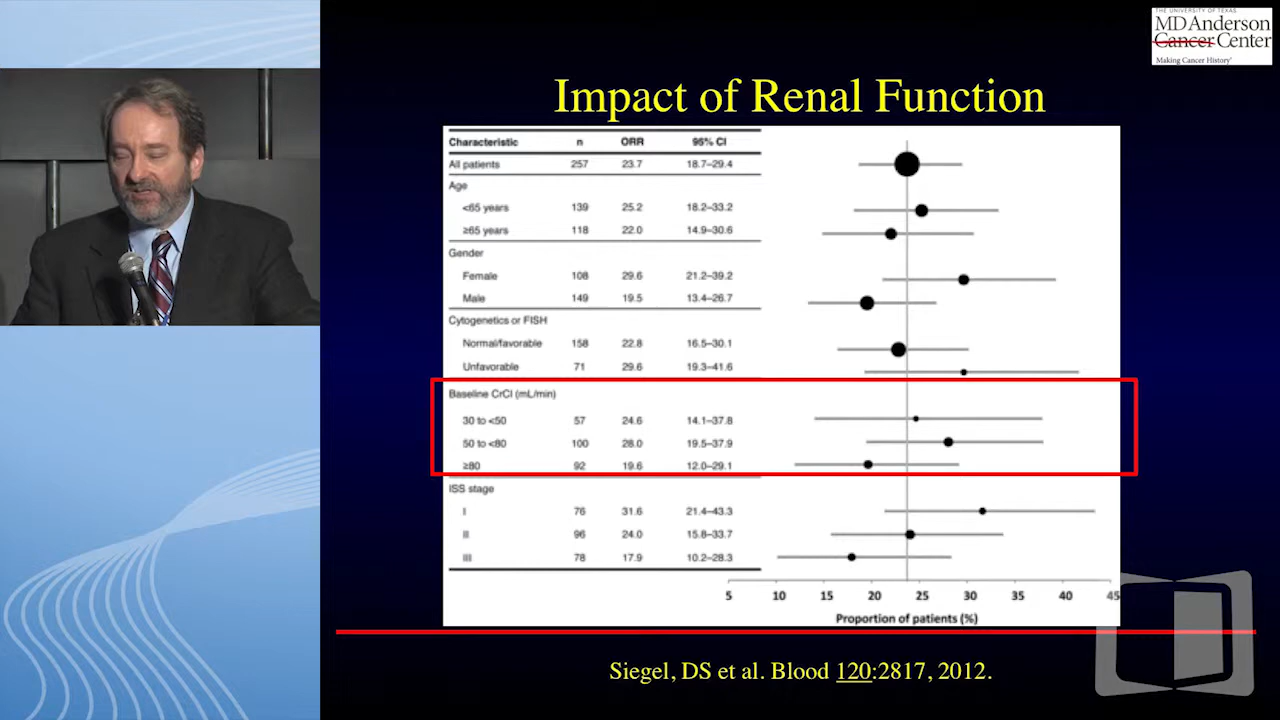 THE UNIVERSITY OF TEXAS
MD Anderson
Cancer Center
Making Cancer History®
Impact of Renal Function
Characteristic n ORR 95% CI
All patients 257 23.7 18.7–29.4
Age
<65 years 139 25.2 18.2–33.2
≥65 years 118 22.0 14.9–30.6
Gender
Female 108 29.6 21.2–39.2
Male 149 19.5 13.4–26.7
Cytogenetics or FISH
Normal/favorable 158 22.8 16.5–30.1
Unfavorable 71 29.6 19.3–41.6
Baseline CrCl (mL/min)
30 to <50 57 24.6 14.1–37.8
50 to <80 100 28.0 19.5–37.9
≥80 92 19.6 12.0–29.1
ISS stage
I 76 31.6 21.4–43.3
II 96 24.0 15.8–33.7
III 78 17.9 10.2–28.3
5 10 15 20 25 30 35 40 45
Proportion of patients (%)
Siegel, DS et al. Blood 120:2817, 2012.